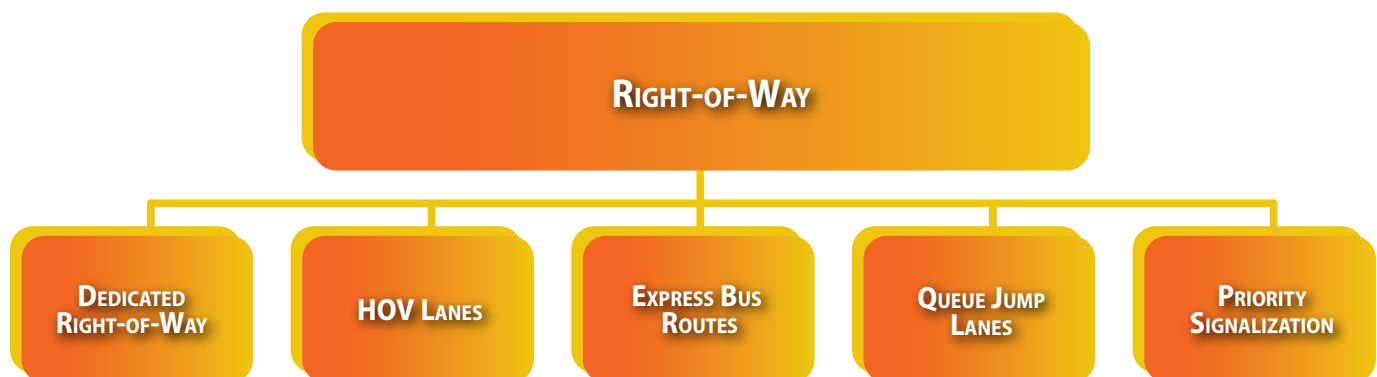 Right-of-Way
Dedicated
Right-of-Way
HOV Lanes
Express Bus
Routes
Queue Jump
Lanes
Priority
Signalization